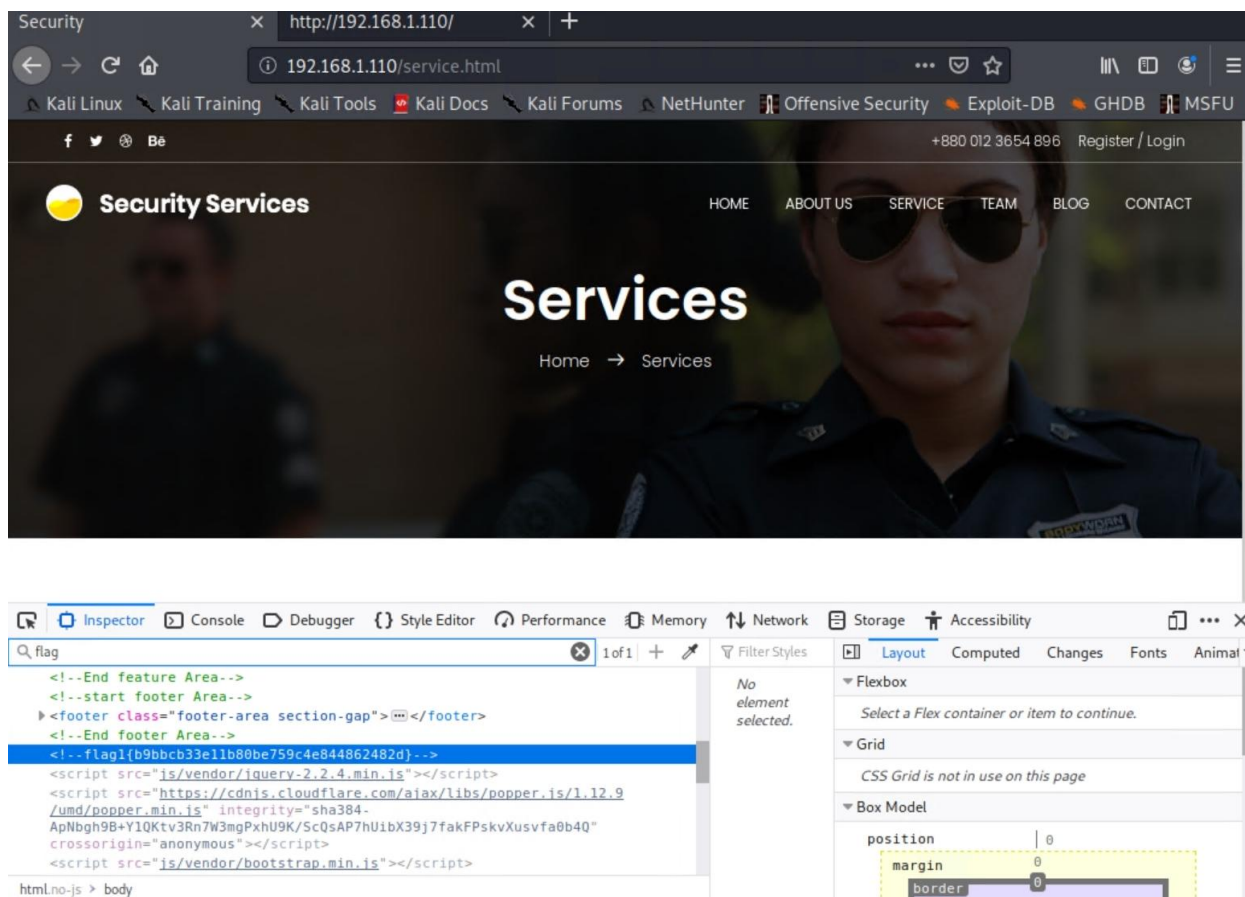 Security × http://192.168.1.110/ × +
192.168.1.110/service.html
Kali Linux Kali Training Kali Tools Kali Docs Kali Forums NetHunter Offensive Security Exploit-DB GHDB MSFU
+880 012 3654 896 Register / Login
Security Services
HOME ABOUT US SERVICE TEAM BLOG CONTACT
Services
Home → Services
Inspector Console Debugger {} Style Editor Performance Memory Network Storage Accessibility
flag 1 of 1 + Filter Styles Layout Computed Changes Fonts Animat
<!--End feature Area-->
<!--start footer Area-->
<footer class="footer-area section-gap">…</footer>
<!--End footer Area-->
<!--flag1{b9bbcb33e11b80be759c4e844862482d}-->
<script src="js/vendor/jquery-2.2.4.min.js"></script>
<script src="https://cdnjs.cloudflare.com/ajax/libs/popper.js/1.12.9
/umd/popper.min.js" integrity="sha384-
ApNbgh9B+Y1QKtv3Rn7W3mgPxhU9K/ScQsAP7hUibX39j7fakFPskvXusvfa0b4Q"
crossorigin="anonymous"></script>
<script src="js/vendor/bootstrap.min.js"></script>
html.no-js > body
No
element
selected.
Flexbox
Select a Flex container or item to continue.
Grid
CSS Grid is not in use on this page
Box Model
position 0
margin 0
border 0